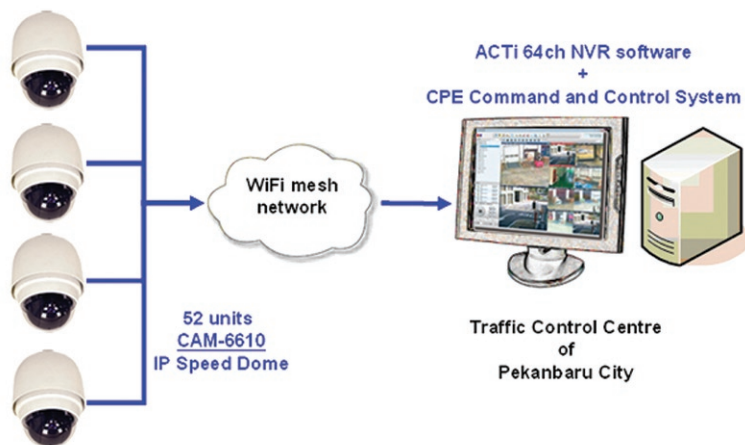 ACTi 64ch NVR software
+
CPE Command and Control System
WiFi mesh
network
52 units
CAM-6610
IP Speed Dome
Traffic Control Centre
of
Pekanbaru City